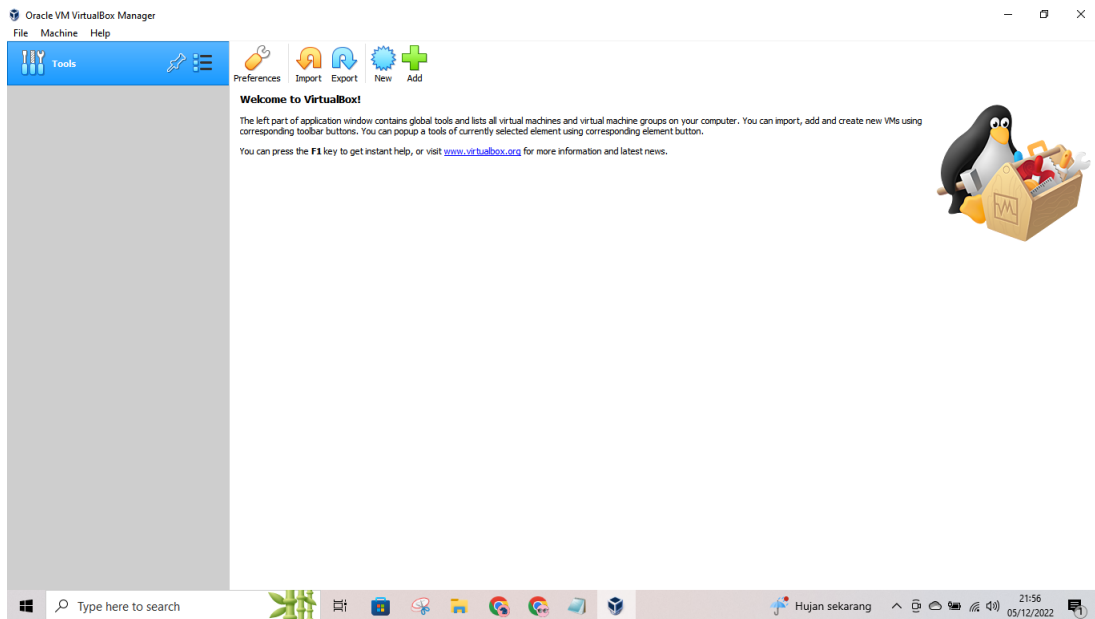 Oracle VM VirtualBox Manager
File Machine Help
Tools
Preferences Import Export New Add
Welcome to VirtualBox!
The left part of application window contains global tools and lists all virtual machines and virtual machine groups on your computer. You can import, add and create new VMs using
corresponding toolbar buttons. You can popup a tools of currently selected element using corresponding element button.
You can press the F1 key to get instant help, or visit www.virtualbox.org for more information and latest news.
Type here to search
Hujan sekarang
21:56
05/12/2022
1